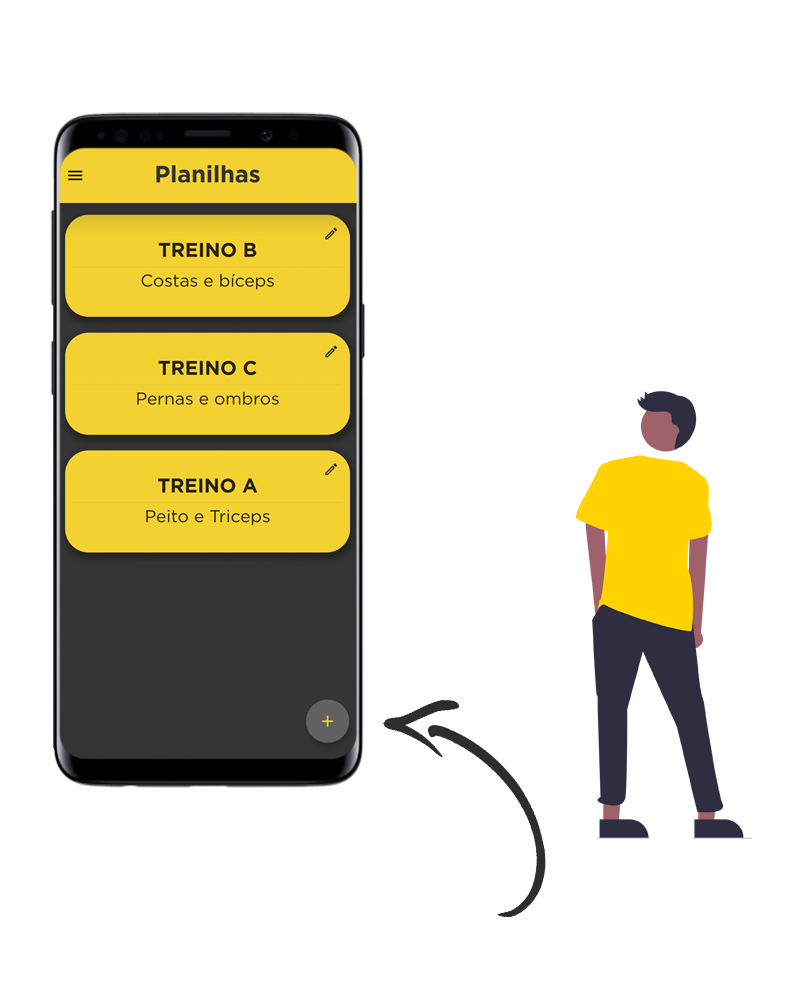 Planilhas
TREINO B
Costas e bíceps
TREINO C
Pernas e ombros
TREINO A
Peito e Triceps
+